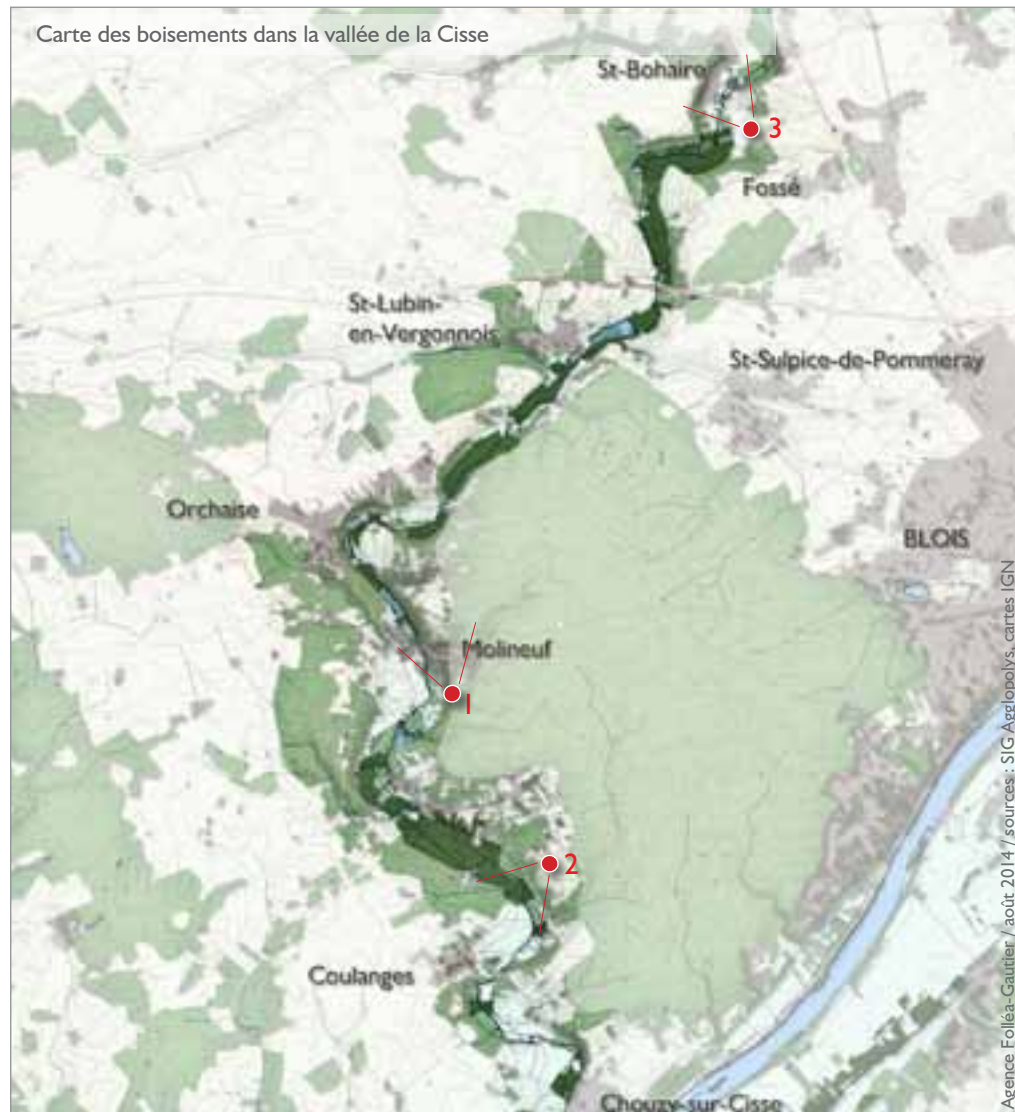 Carte des boisements dans la vallée de la Cisse
St-Bohaire
3
Fossé
St-Lubin-
en-Vergonnois
St-Sulpice-de-Pommeray
Orchaise
BLOIS
Molineuf
1
2
Coulanges
Chouzy-sur-Cisse
Agence Folléa-Gautier / août 2014 / sources : SIG Agglopolys, cartes IGN